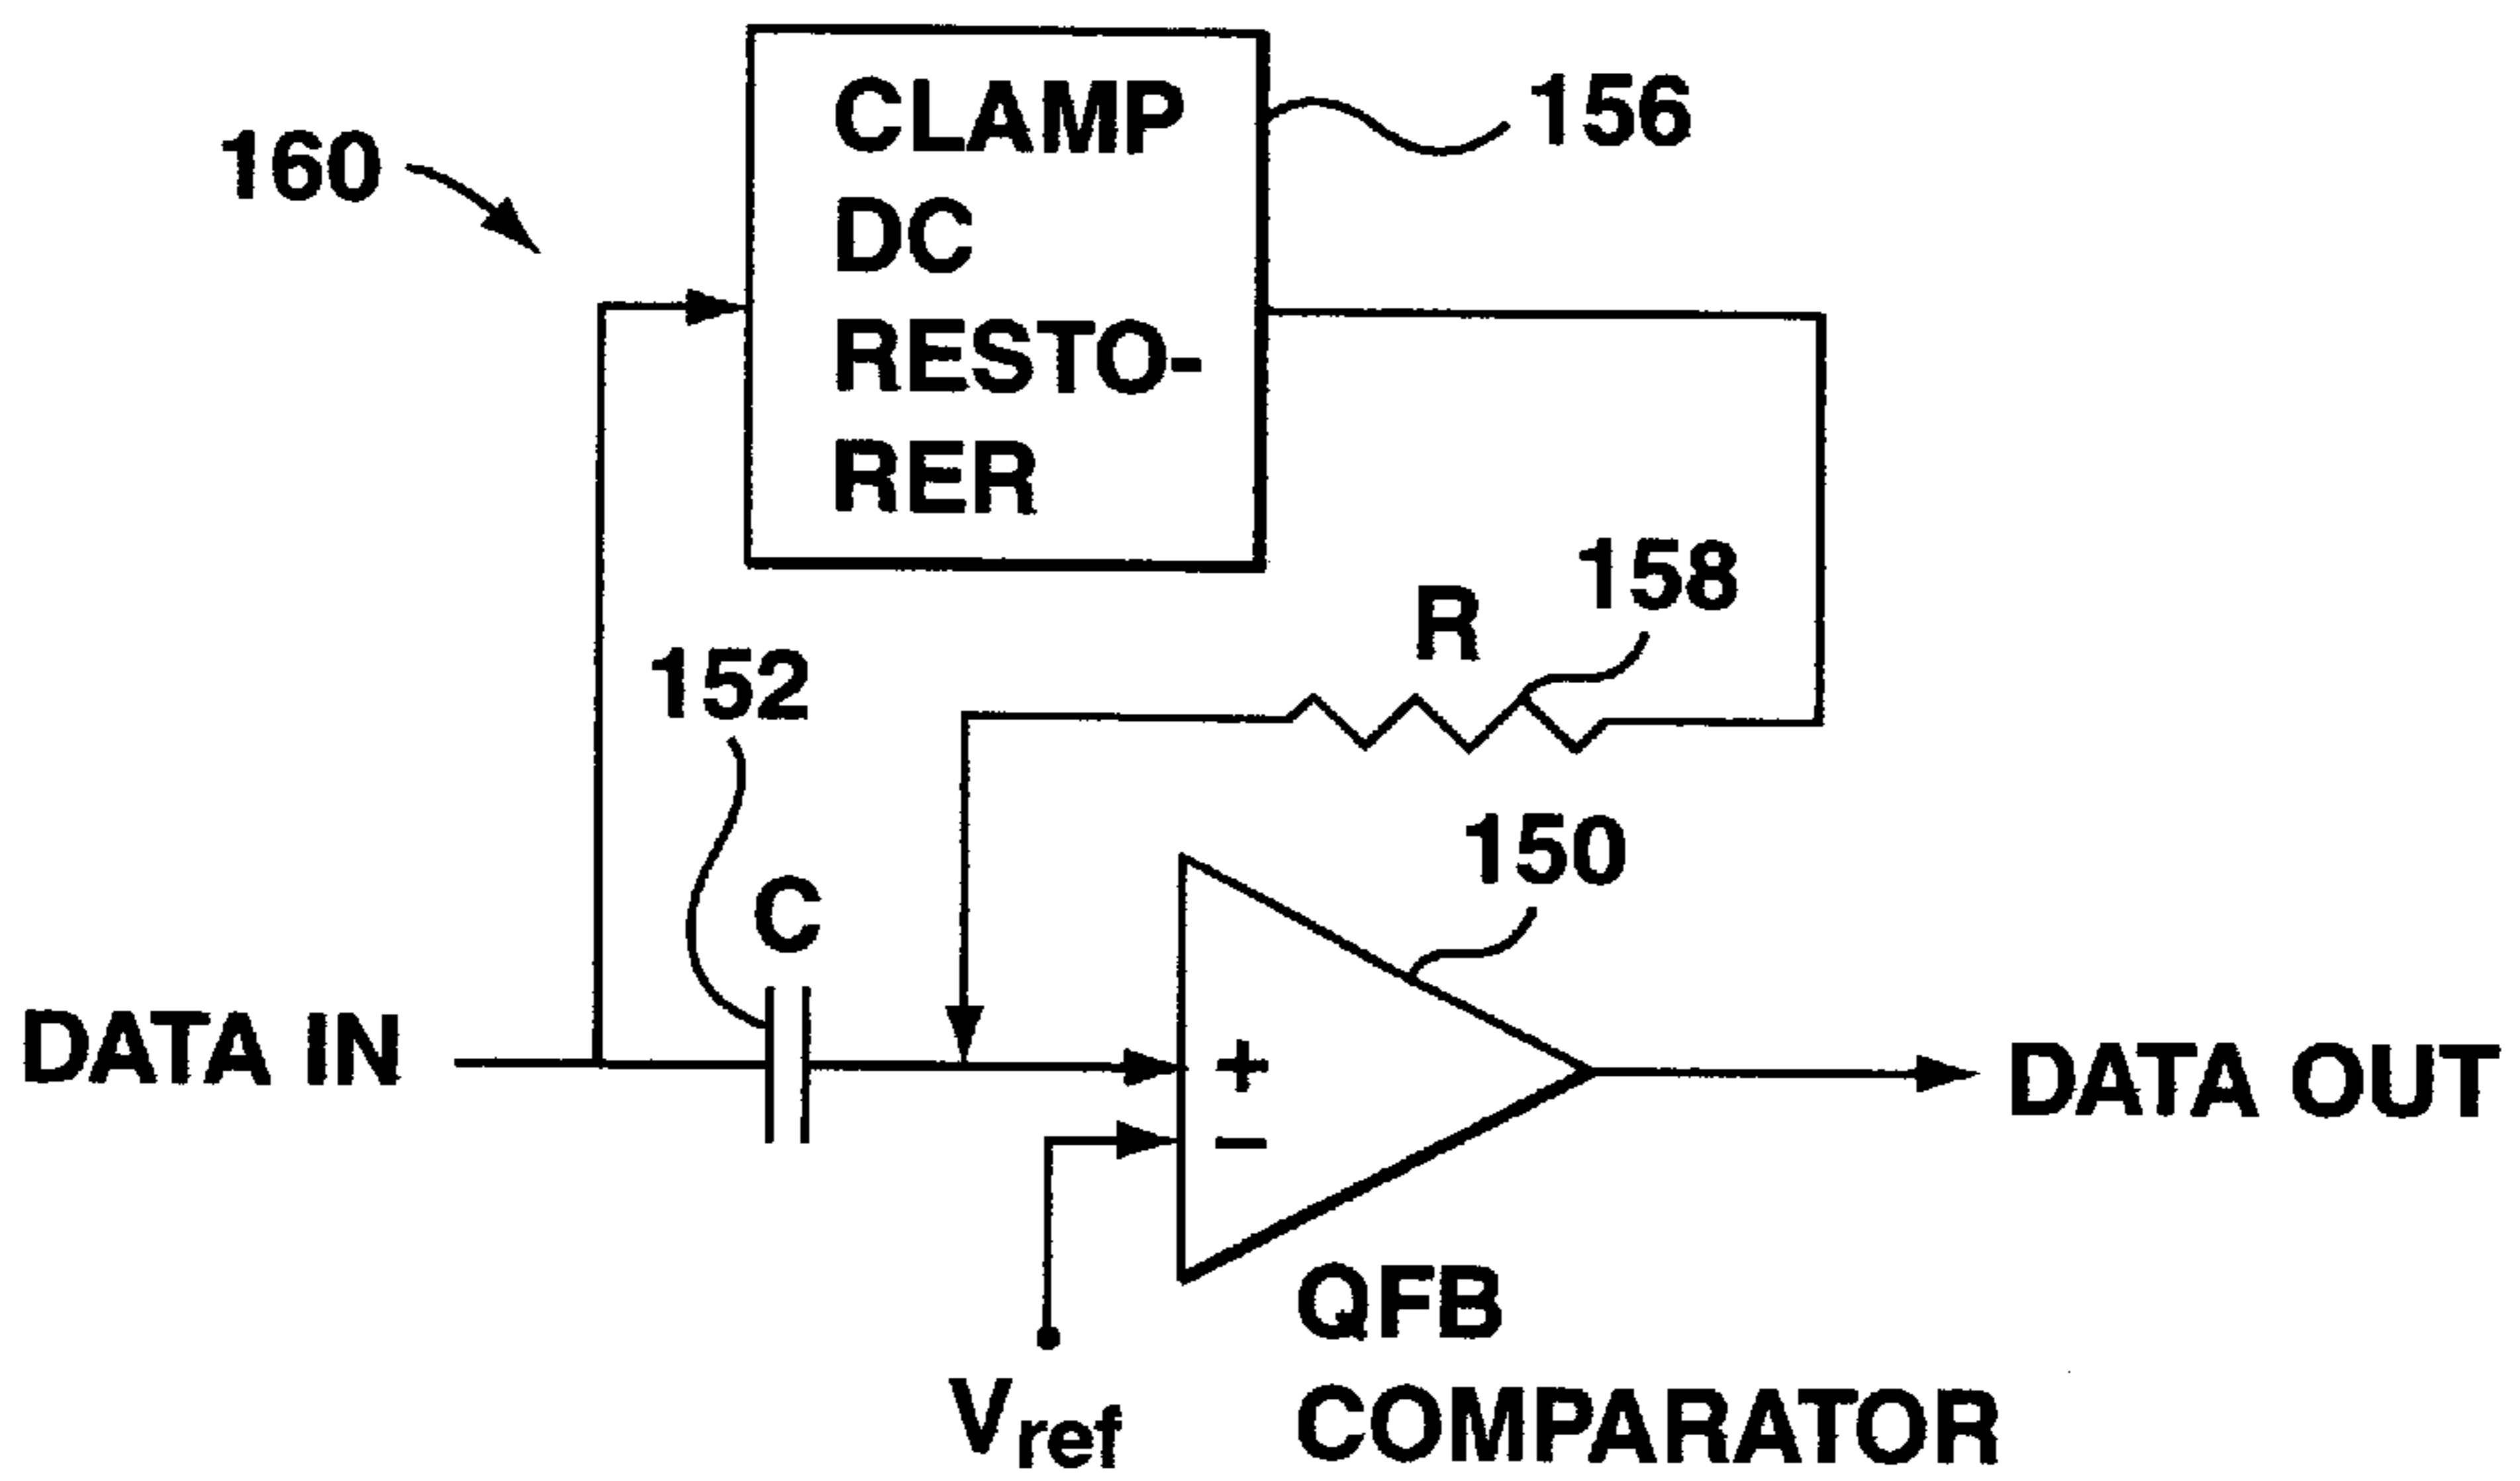 160
CLAMP
DC
RESTO-
RER
156
158
R
152
C
150
DATA IN
+
–
DATA OUT
Vref
QFB
COMPARATOR